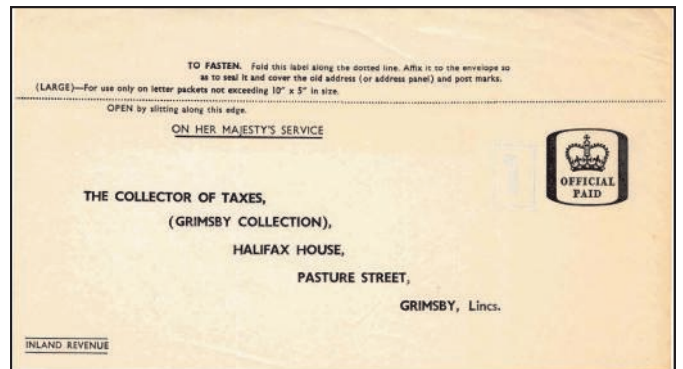 TO FASTEN. Fold this label along the dotted line. Affix it to the envelope so
as to seal it and cover the old address (or address panel) and post marks.
(LARGE)—For use only on letter packets not exceeding 10" x 5" in size.
OPEN by slitting along this edge.
ON HER MAJESTY'S SERVICE
OFFICIAL
PAID
THE COLLECTOR OF TAXES,
(GRIMSBY COLLECTION),
HALIFAX HOUSE,
PASTURE STREET,
GRIMSBY, Lincs.
INLAND REVENUE